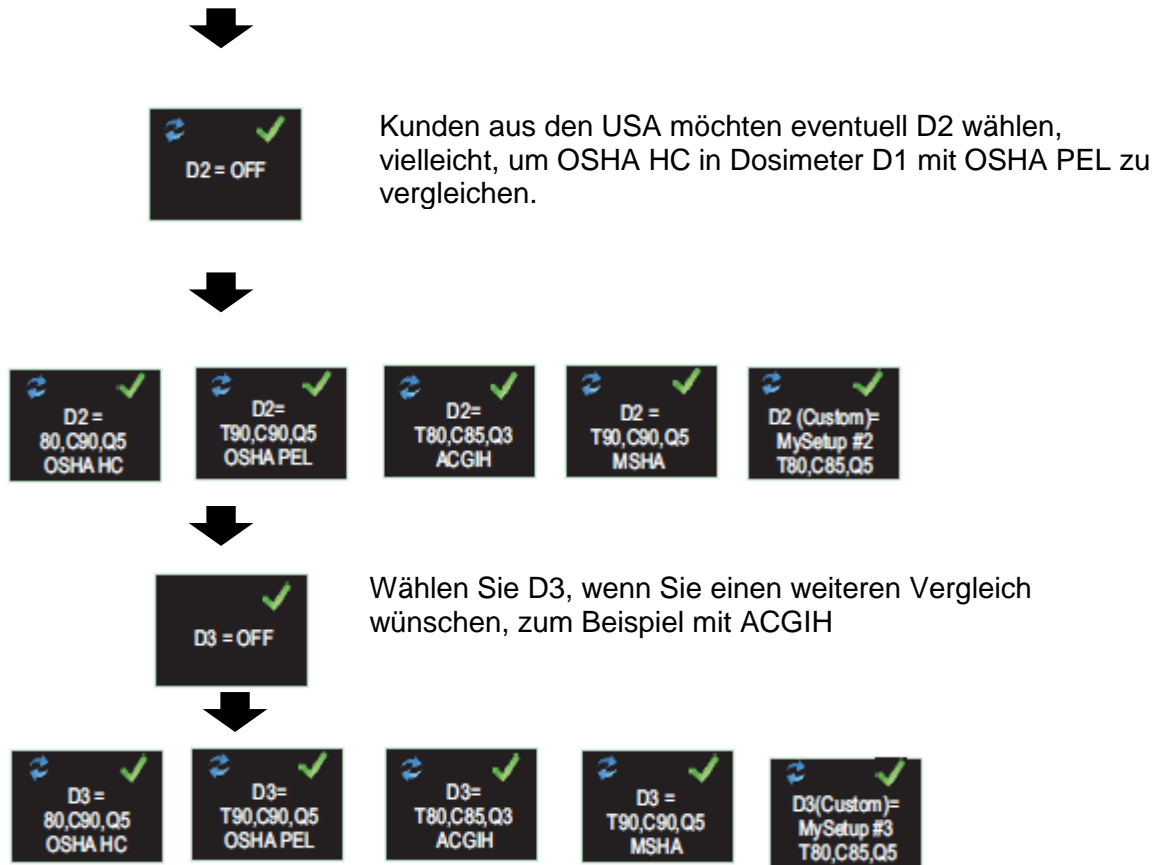 D2 = OFF
Kunden aus den USA möchten eventuell D2 wählen,
vielleicht, um OSHA HC in Dosimeter D1 mit OSHA PEL zu
vergleichen.
D2 =
80,C90,Q5
OSHA HC
D2=
T90,C90,Q5
OSHA PEL
D2=
T80,C85,Q3
ACGIH
D2 =
T90,C90,Q5
MSHA
D2 (Custom)=
MySetup #2
T80,C85,Q5
D3 = OFF
Wählen Sie D3, wenn Sie einen weiteren Vergleich
wünschen, zum Beispiel mit ACGIH
D3 =
80,C90,Q5
OSHA HC
D3=
T90,C90,Q5
OSHA PEL
D3=
T80,C85,Q3
ACGIH
D3 =
T90,C90,Q5
MSHA
D3(Custom)=
MySetup #3
T80,C85,Q5